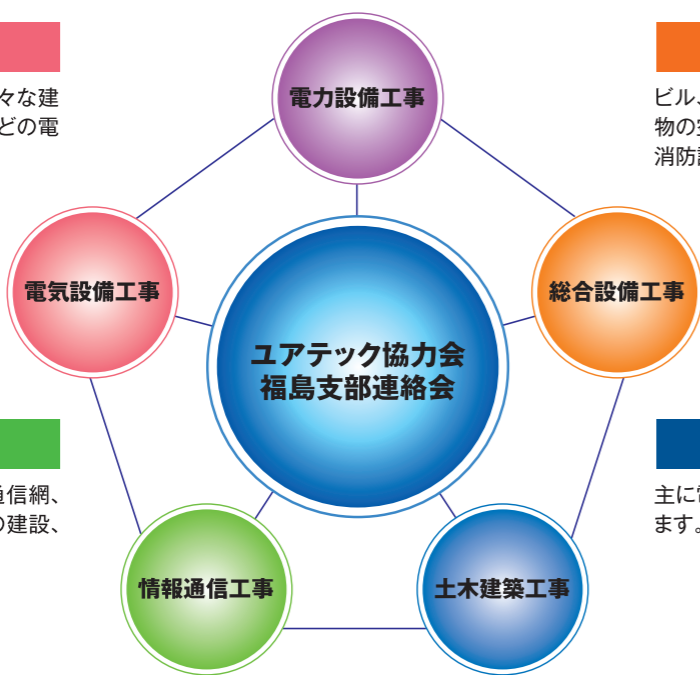 電力設備工事
々な建
どの電
ビル、
物の
消防
電気設備工事
総合設備工事
ユアテック協力会
福島支部連絡会
通信網、
の建設、
主に
ます。
情報通信工事
土木建築工事